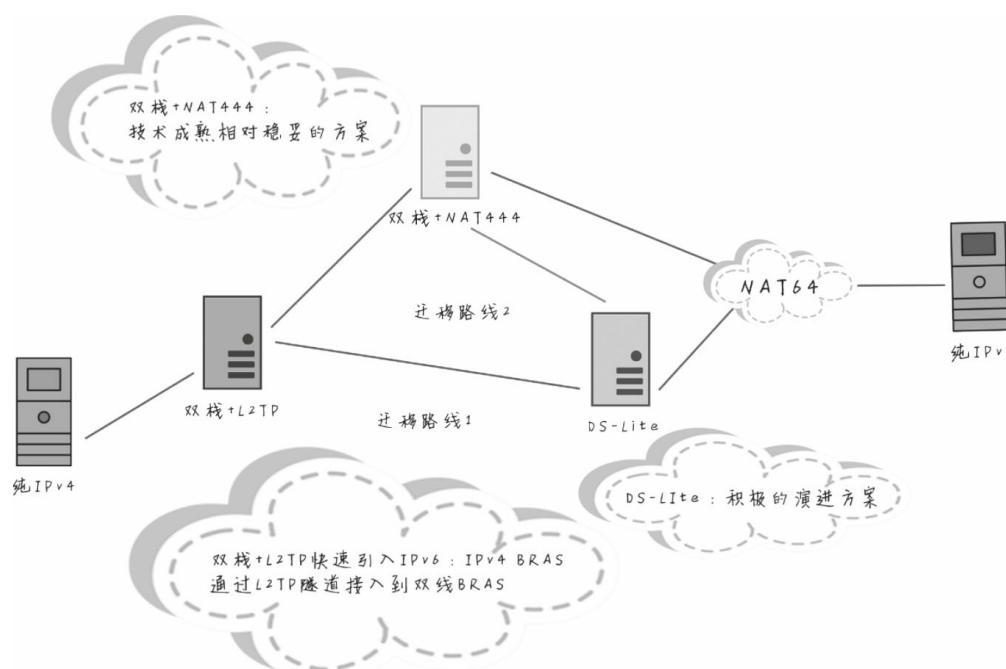 双栈+NAT444：
技术成熟相对稳妥的方案
双栈+NAT444
NAT64
迁移路线2
纯IPv
双栈+L2TP
DS-Lite
迁移路线1
纯IPv4
DS-LIte：积极的演进方案
双栈+L2TP快速引入IPv6：IPv4 BRAS
通过L2TP隧道接入到双线BRAS